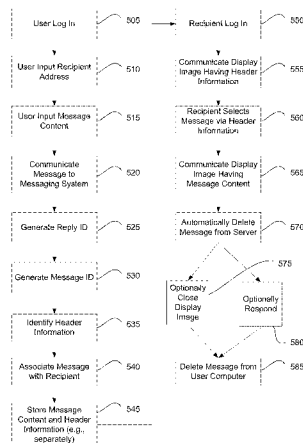 User Log In
505
User Input Recipient
Address
510
User Input Message
Content
515
Communicate
Message to
Messaging System
520
Generate Reply ID
525
Generate Message ID
530
Identify Header
Information
535
Associate Message
with Recipient
540
Store Message
Content and Header
Information (e.g.,
separately)
545
Recipient Log In
550
Communicate Display
Image Having Header
Information
555
Recipient Selects
Message via Header
Information
560
Communicate Display
Image Having
Message Content
565
Automatically Delete
Message from Server
570
575
Optionally
Close
Display
Image
Optionally
Respond
580
Delete Message from
User Computer
585